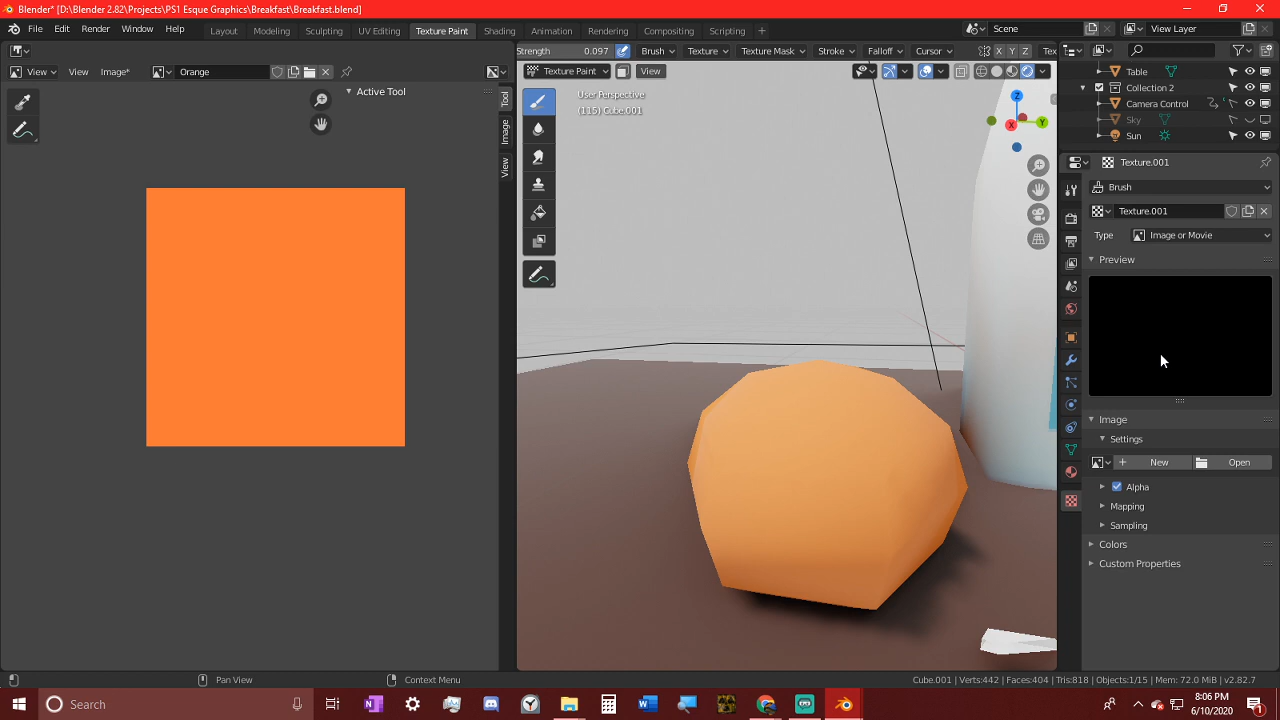 Blender* [D:\Blender 2.82\Projects\PS1 Esque Graphics\Breakfast\Breakfast.blend]
File Edit Render Window Help Layout Modeling Sculpting UV Editing Texture Paint Shading Animation Rendering Compositing Scripting + Scene View Layer
Strength 0.097 Brush Texture Texture Mask Stroke Falloff Cursor X Y Z Tex
View View Image* Orange Texture Paint View
Active Tool
Tool
Image
View
User Perspective
(115) Cube.001
Z
Y
X
Table
Collection 2
Camera Control
Sky
Sun
Texture.001
Brush
Texture.001
Type Image or Movie
Preview
Image
Settings
New Open
Alpha
Mapping
Sampling
Colors
Custom Properties
Pan View Context Menu Cube.001 | Verts:442 | Faces:404 | Tris:818 | Objects:1/15 | Mem: 72.0 MiB | v2.82.7
Search
8:06 PM
6/10/2020